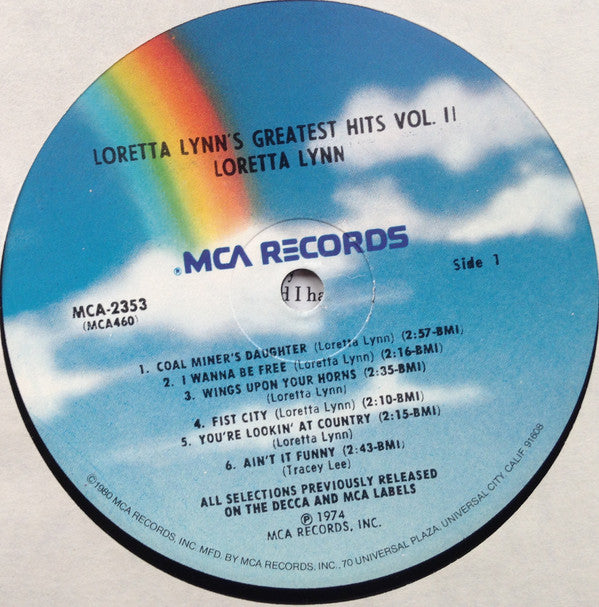 LORETTA LYNN'S GREATEST HITS VOL. II
LORETTA LYNN
®MCA RECORDS
Side 1
MCA-2353
(MCA460)
1. COAL MINER'S DAUGHTER (Loretta Lynn) (2:57-BMI)
2. I WANNA BE FREE (Loretta Lynn) (2:16-BMI)
3. WINGS UPON YOUR HORNS (2:35-BMI)
(Loretta Lynn)
4. FIST CITY (Loretta Lynn) (2:10-BMI)
5. YOU'RE LOOKIN' AT COUNTRY (2:15-BMI)
(Loretta Lynn)
6. AIN'T IT FUNNY (2:43-BMI)
(Tracey Lee)
ALL SELECTIONS PREVIOUSLY RELEASED
ON THE DECCA AND MCA LABELS
℗ 1974
MCA RECORDS, INC.
©1980 MCA RECORDS, INC. MFD. BY MCA RECORDS, INC., 70 UNIVERSAL PLAZA, UNIVERSAL CITY, CALIF. 91608